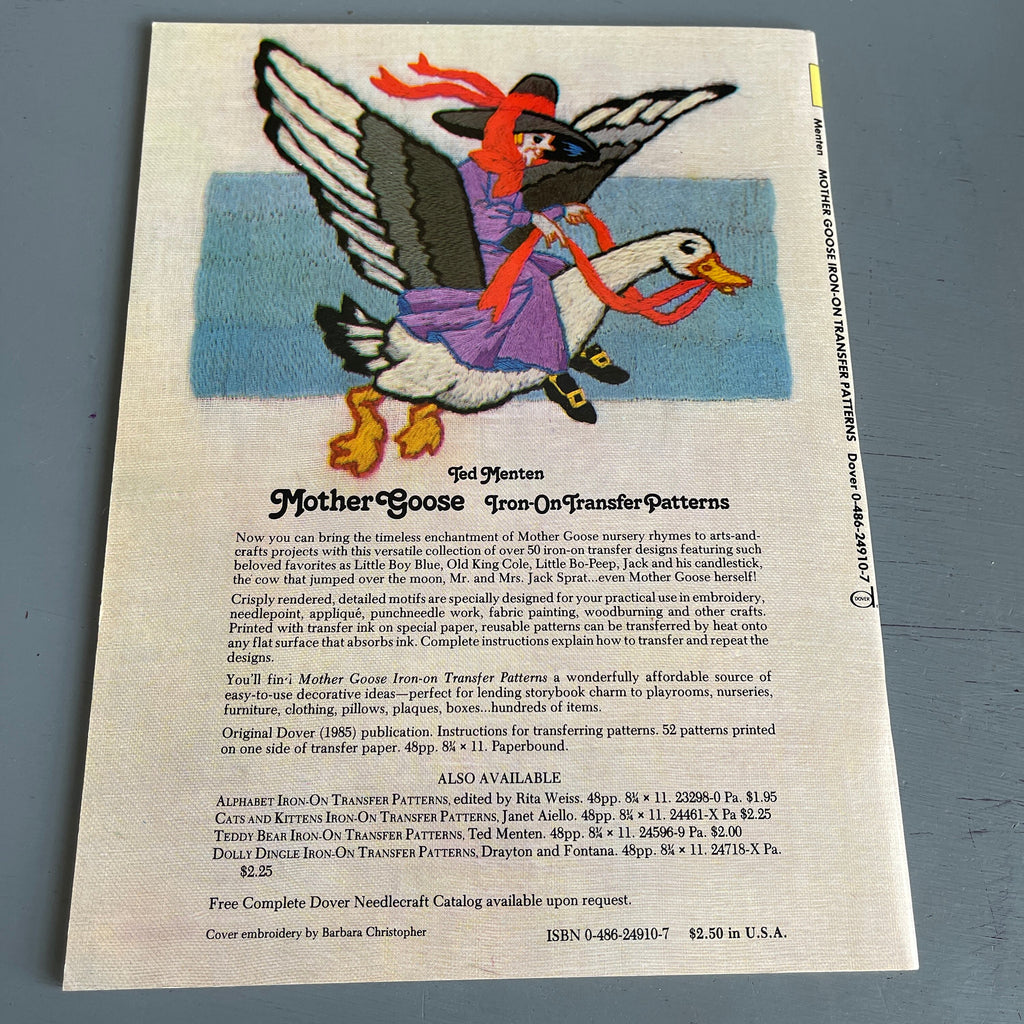 Ted Menten
Mother Goose Iron-On Transfer Patterns
Now you can bring the timeless enchantment of Mother Goose nursery rhymes to arts-and-
crafts projects with this versatile collection of over 50 iron-on transfer designs featuring such
beloved favorites as Little Boy Blue, Old King Cole, Little Bo-Peep, Jack and his candlestick,
the cow that jumped over the moon, Mr. and Mrs. Jack Sprat...even Mother Goose herself!
Crisply rendered, detailed motifs are specially designed for your practical use in embroidery,
needlepoint, appliqué, punchneedle work, fabric painting, woodburning and other crafts.
Printed with transfer ink on special paper, reusable patterns can be transferred by heat onto
any flat surface that absorbs ink. Complete instructions explain how to transfer and repeat the
designs.
You'll find Mother Goose Iron-on Transfer Patterns a wonderfully affordable source of
easy-to-use decorative ideas—perfect for lending storybook charm to playrooms, nurseries,
furniture, clothing, pillows, plaques, boxes...hundreds of items.
Original Dover (1985) publication. Instructions for transferring patterns. 52 patterns printed
on one side of transfer paper. 48pp. 8¼ × 11. Paperbound.
ALSO AVAILABLE
ALPHABET IRON-ON TRANSFER PATTERNS, edited by Rita Weiss. 48pp. 8¼ × 11. 23298-0 Pa. $1.95
CATS AND KITTENS IRON-ON TRANSFER PATTERNS, Janet Aiello. 48pp. 8¼ × 11. 24461-X Pa $2.25
TEDDY BEAR IRON-ON TRANSFER PATTERNS, Ted Menten. 48pp. 8¼ × 11. 24596-9 Pa. $2.00
DOLLY DINGLE IRON-ON TRANSFER PATTERNS, Drayton and Fontana. 48pp. 8¼ × 11. 24718-X Pa.
$2.25
Free Complete Dover Needlecraft Catalog available upon request.
Cover embroidery by Barbara Christopher
ISBN 0-486-24910-7 $2.50 in U.S.A.
Menten MOTHER GOOSE IRON-ON TRANSFER PATTERNS Dover 0-486-24910-7
DOVER